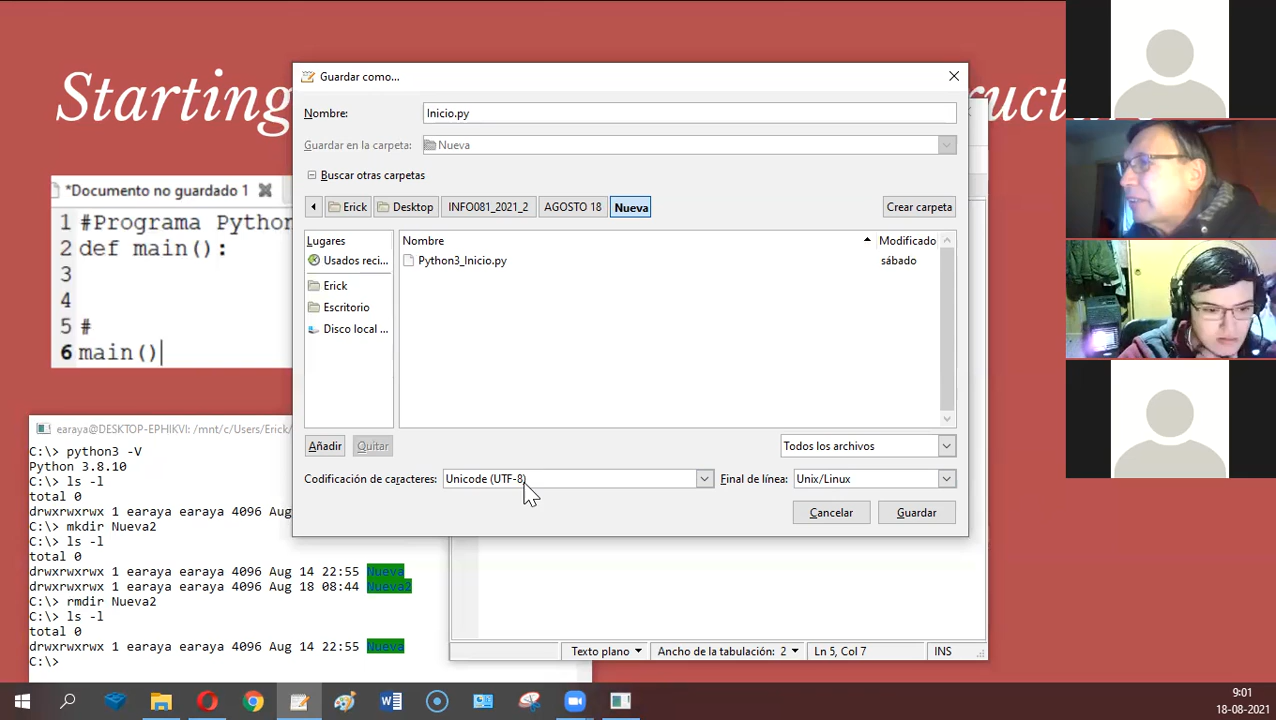 Starting
ruct
Guardar como...
Nombre:
Inicio.py
Guardar en la carpeta:
Nueva
Buscar otras carpetas
Erick
Desktop
INFO081_2021_2
AGOSTO 18
Nueva
Crear carpeta
Lugares
Usados reci...
Erick
Escritorio
Disco local ...
Nombre
Modificado
Python3_Inicio.py
sábado
Añadir
Quitar
Todos los archivos
Codificación de caracteres:
Unicode (UTF-8)
Final de línea:
Unix/Linux
Cancelar
Guardar
*Documento no guardado 1
1 #Programa Python
2 def main():
3
4
5 #
6 main()
earaya@DESKTOP-EPHIKVI: /mnt/c/Users/Erick/
C:\> python3 -V
Python 3.8.10
C:\> ls -l
total 0
drwxrwxrwx 1 earaya earaya 4096 Aug
C:\> mkdir Nueva2
C:\> ls -l
total 0
drwxrwxrwx 1 earaya earaya 4096 Aug 14 22:55 Nueva
drwxrwxrwx 1 earaya earaya 4096 Aug 18 08:44 Nueva2
C:\> rmdir Nueva2
C:\> ls -l
total 0
drwxrwxrwx 1 earaya earaya 4096 Aug 14 22:55 Nueva
C:\>
Texto plano
Ancho de la tabulación: 2
Ln 5, Col 7
INS
9:01
18-08-2021